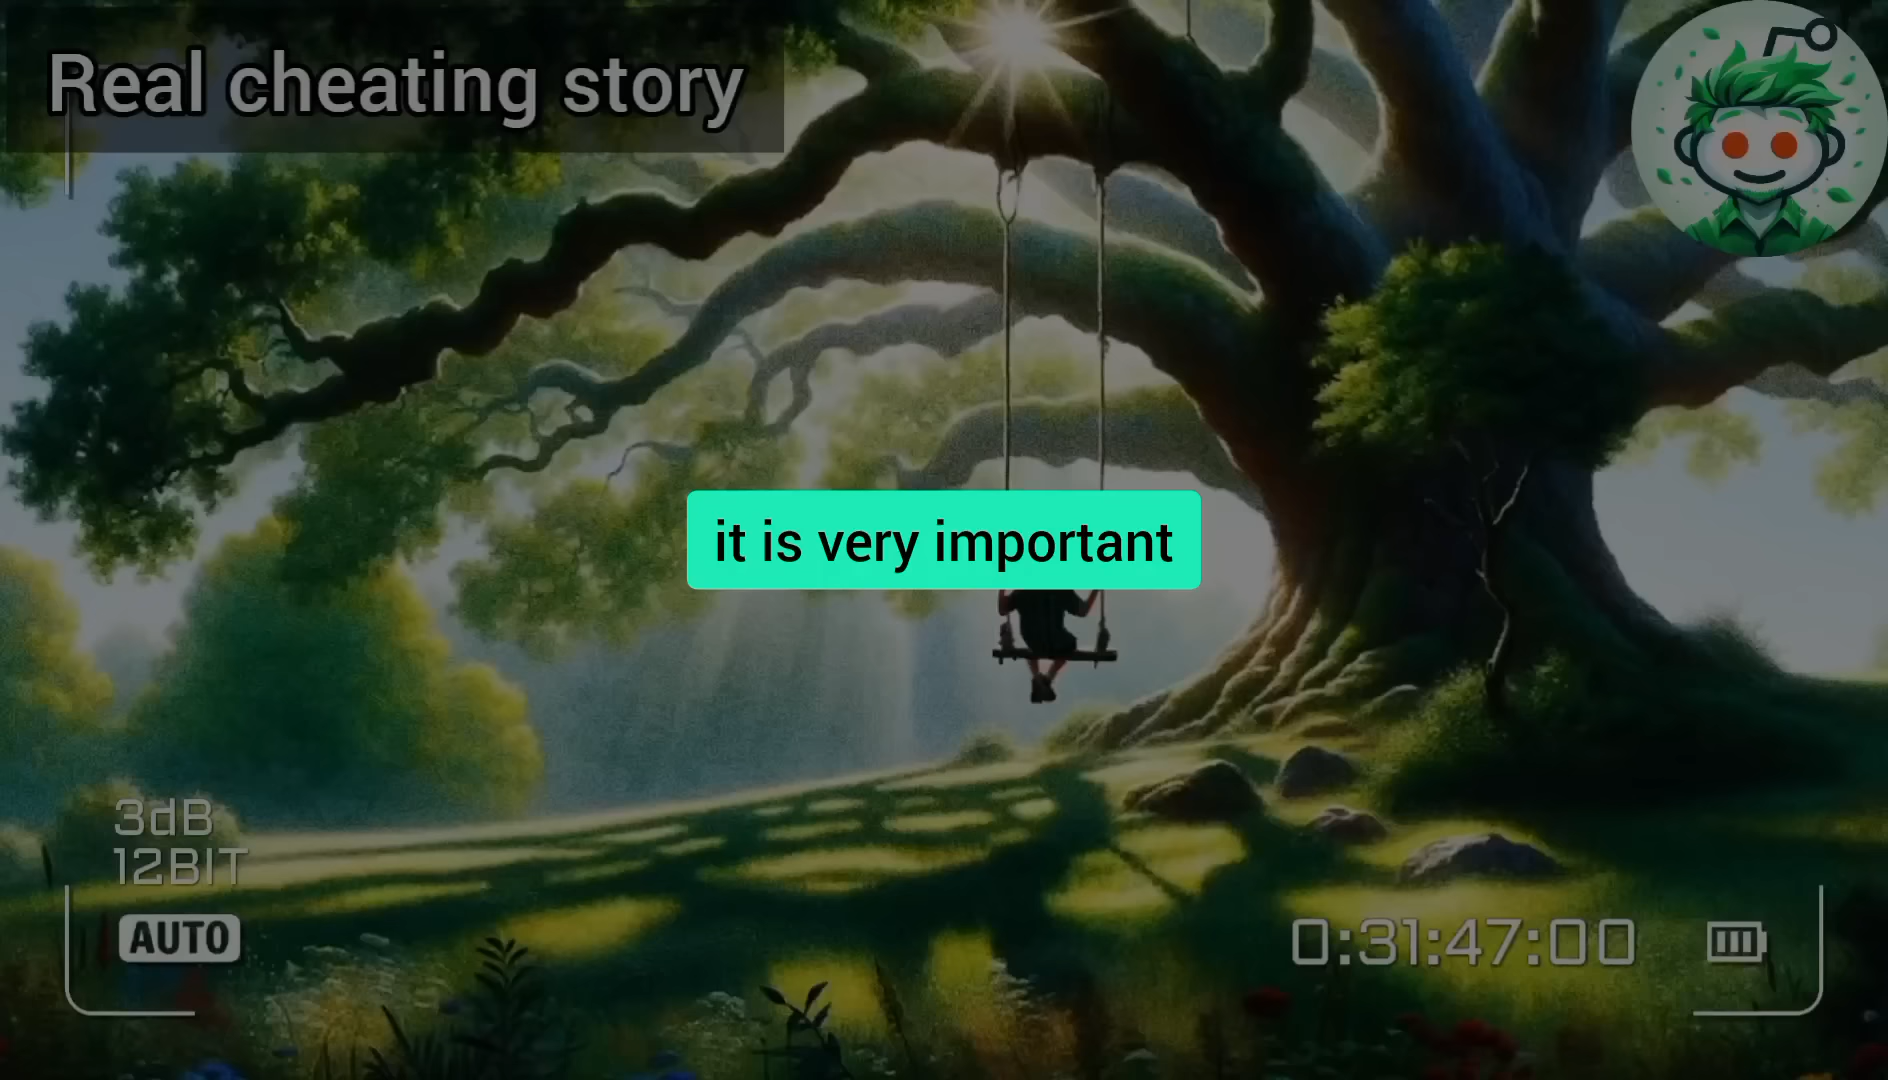 Real cheating story
it is very important
3dB
12BIT
AUTO
0:31:47:00